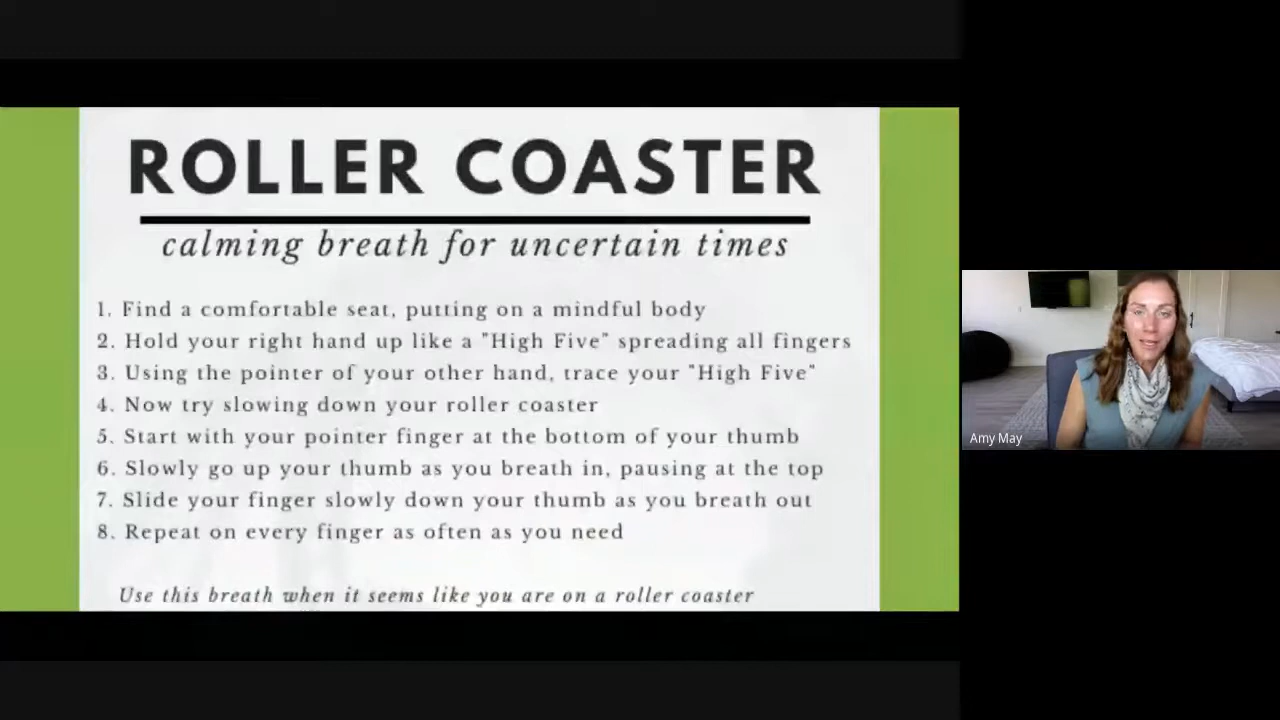 ROLLER COASTER
calming breath for uncertain times
1. Find a comfortable seat, putting on a mindful body
2. Hold your right hand up like a "High Five" spreading all fingers
3. Using the pointer of your other hand, trace your "High Five"
4. Now try slowing down your roller coaster
5. Start with your pointer finger at the bottom of your thumb
6. Slowly go up your thumb as you breath in, pausing at the top
7. Slide your finger slowly down your thumb as you breath out
8. Repeat on every finger as often as you need
Use this breath when it seems like you are on a roller coaster
Amy May